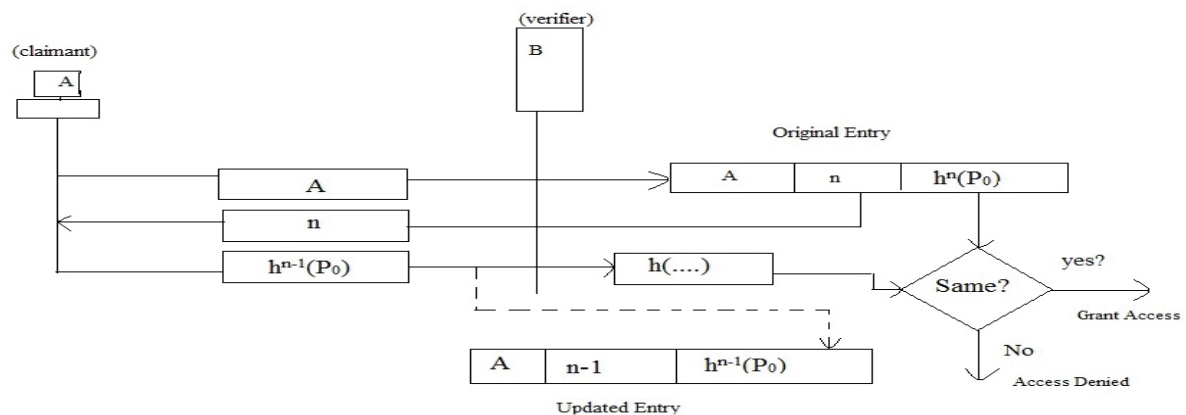 (verifier)
(claimant)
B
A
Original Entry
A
A n hⁿ(P₀)
n
hⁿ⁻¹(P₀)
h(....)
Same?
yes?
Grant Access
No
Access Denied
A n-1 hⁿ⁻¹(P₀)
Updated Entry